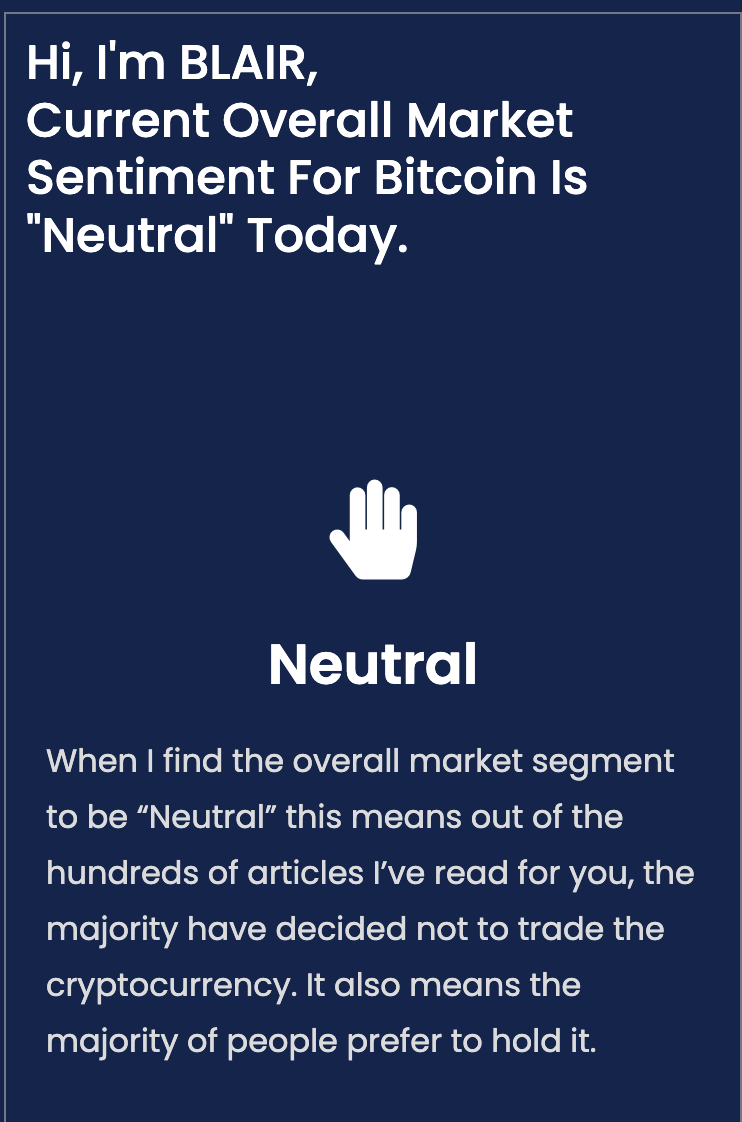 Hi, I'm BLAIR,
Current Overall Market
Sentiment For Bitcoin Is
"Neutral" Today.
Neutral
When I find the overall market segment
to be “Neutral” this means out of the
hundreds of articles I’ve read for you, the
majority have decided not to trade the
cryptocurrency. It also means the
majority of people prefer to hold it.